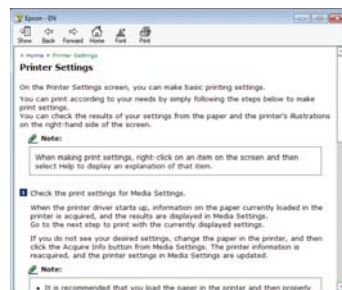 Epson - EN
Show Back Forward Home Font Print
> Home > Printer Settings
Printer Settings
On the Printer Settings screen, you can make basic printing settings.
You can print according to your needs by simply following the steps below to make
print settings.
You can check the results of your settings from the paper and the printer's illustrations
on the right-hand side of the screen.
Note:
When making print settings, right-click on an item on the screen and then
select Help to display an explanation of that item.
1 Check the print settings for Media Settings.
When the printer driver starts up, information on the paper currently loaded in the
printer is acquired, and the results are displayed in Media Settings.
Go to the next step to print with the currently displayed settings.
If you do not see your desired settings, change the paper in the printer, and then
click the Acquire Info button from Media Settings. The printer information is
reacquired, and the printer settings in Media Settings are updated.
Note:
• It is recommended that you load the paper in the printer and then properly